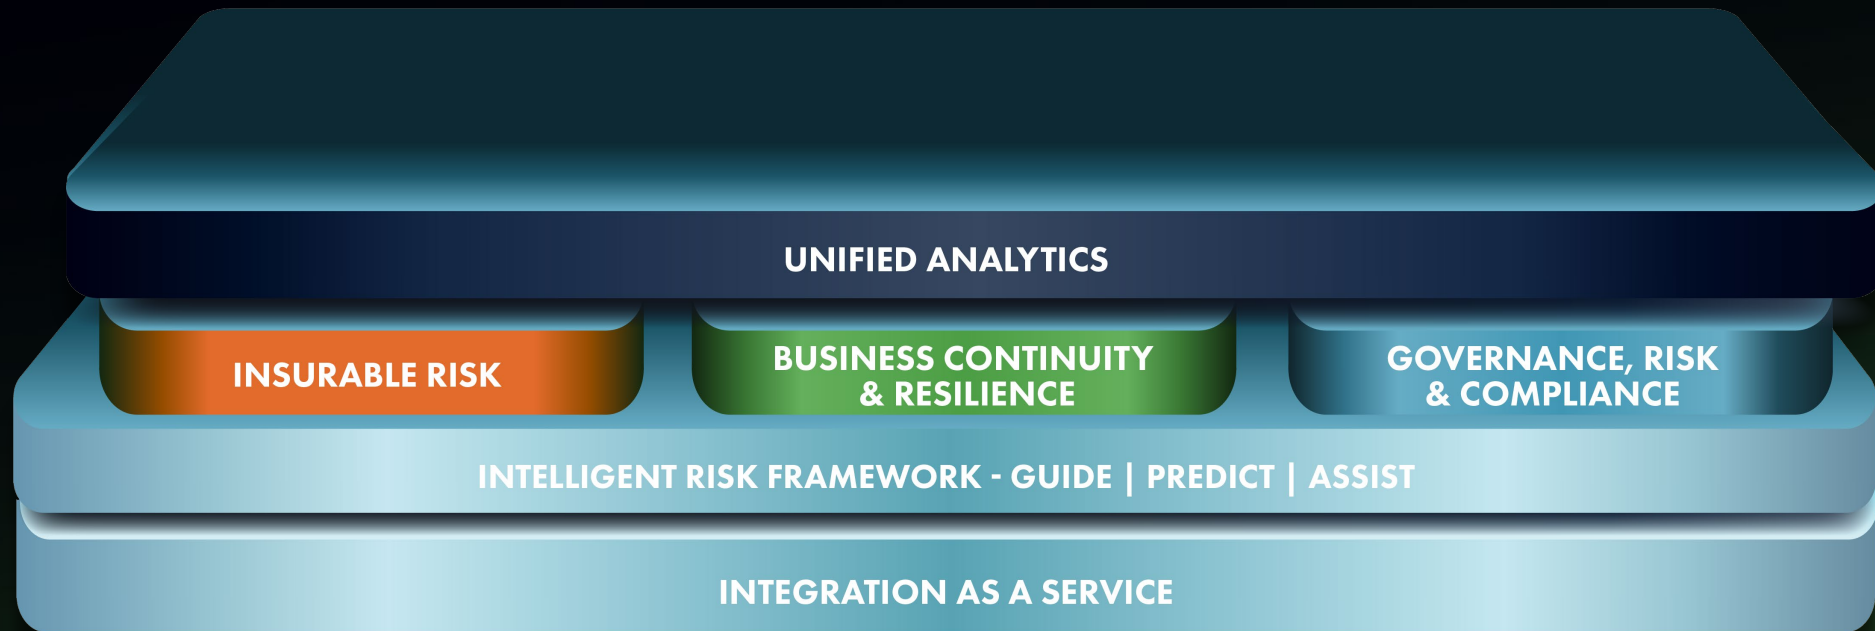 UNIFIED ANALYTICS
INSURABLE RISK
BUSINESS CONTINUITY
& RESILIENCE
GOVERNANCE, RISK
& COMPLIANCE
INTELLIGENT RISK FRAMEWORK - GUIDE | PREDICT | ASSIST
INTEGRATION AS A SERVICE